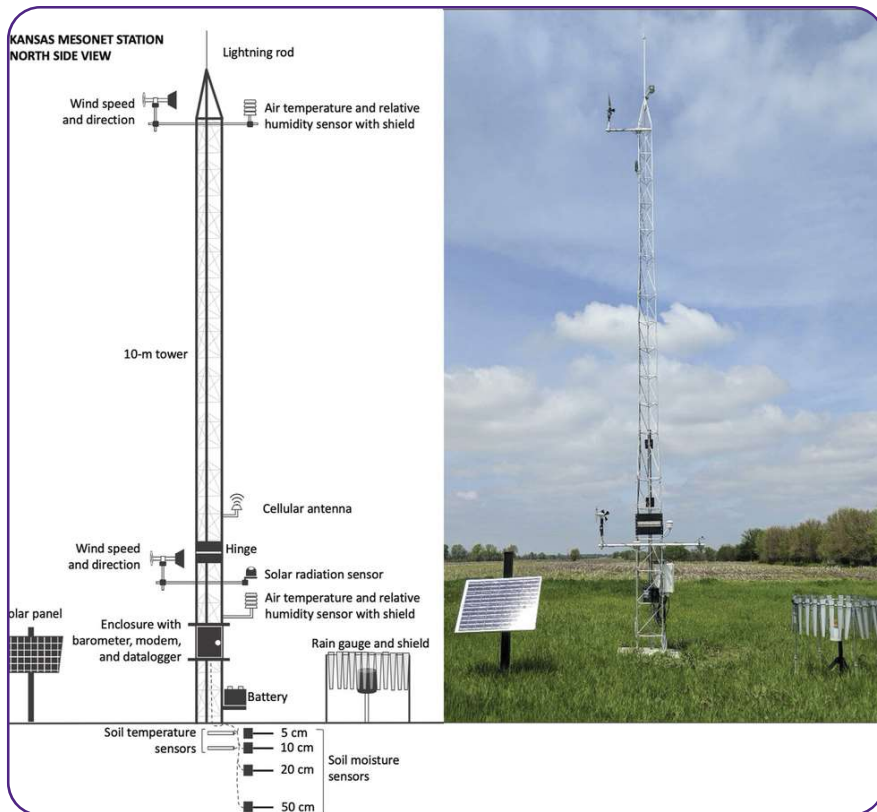 KANSAS MESONET STATION
NORTH SIDE VIEW
Lightning rod
Wind speed
and direction
Air temperature and relative
humidity sensor with shield
10-m tower
Cellular antenna
Hinge
Wind speed
and direction
Solar radiation sensor
Air temperature and relative
humidity sensor with shield
olar panel
Enclosure with
barometer, modem,
and datalogger
Rain gauge and shield
Battery
Soil temperature
sensors
5 cm
10 cm
20 cm
50 cm
Soil moisture
sensors